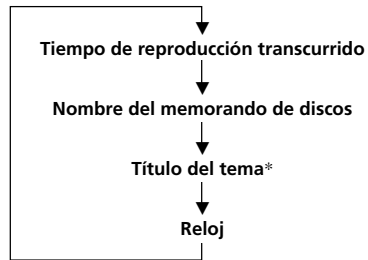 Tiempo de reproducción transcurrido
Nombre del memorando de discos
Título del tema*
Reloj